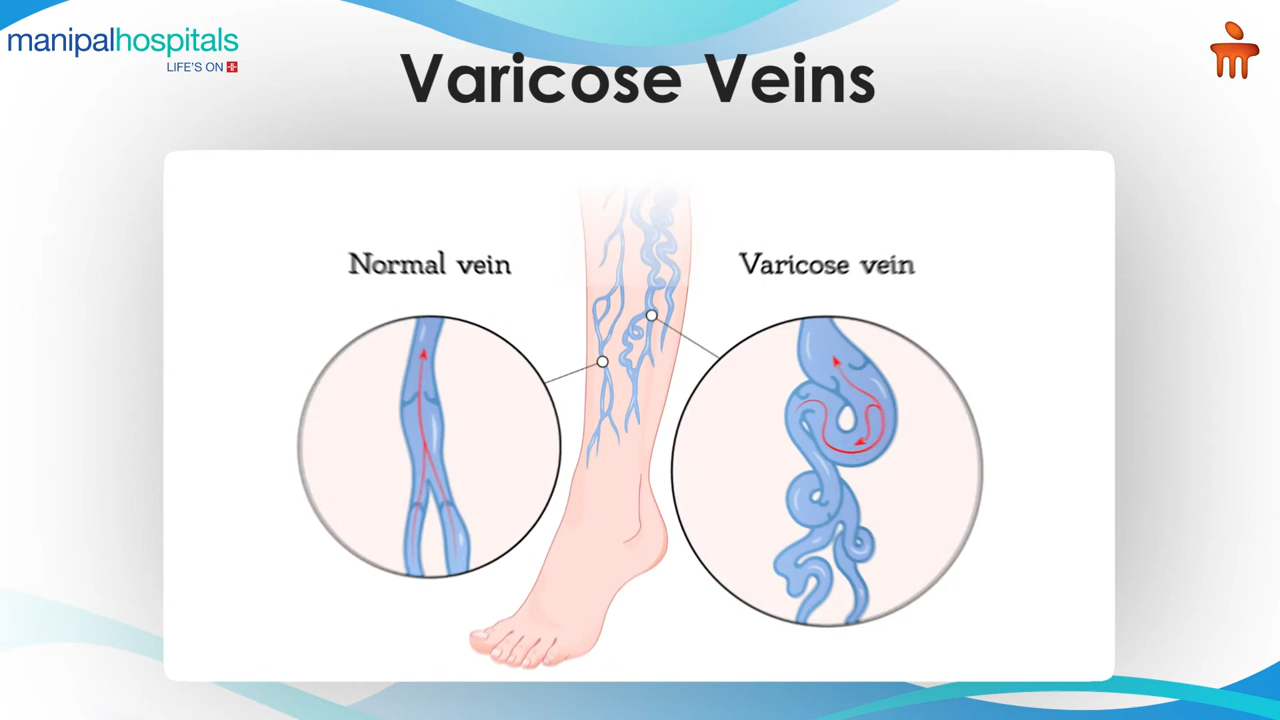 manipalhospitals
LIFE'S ON
Varicose Veins
Normal vein
Varicose vein